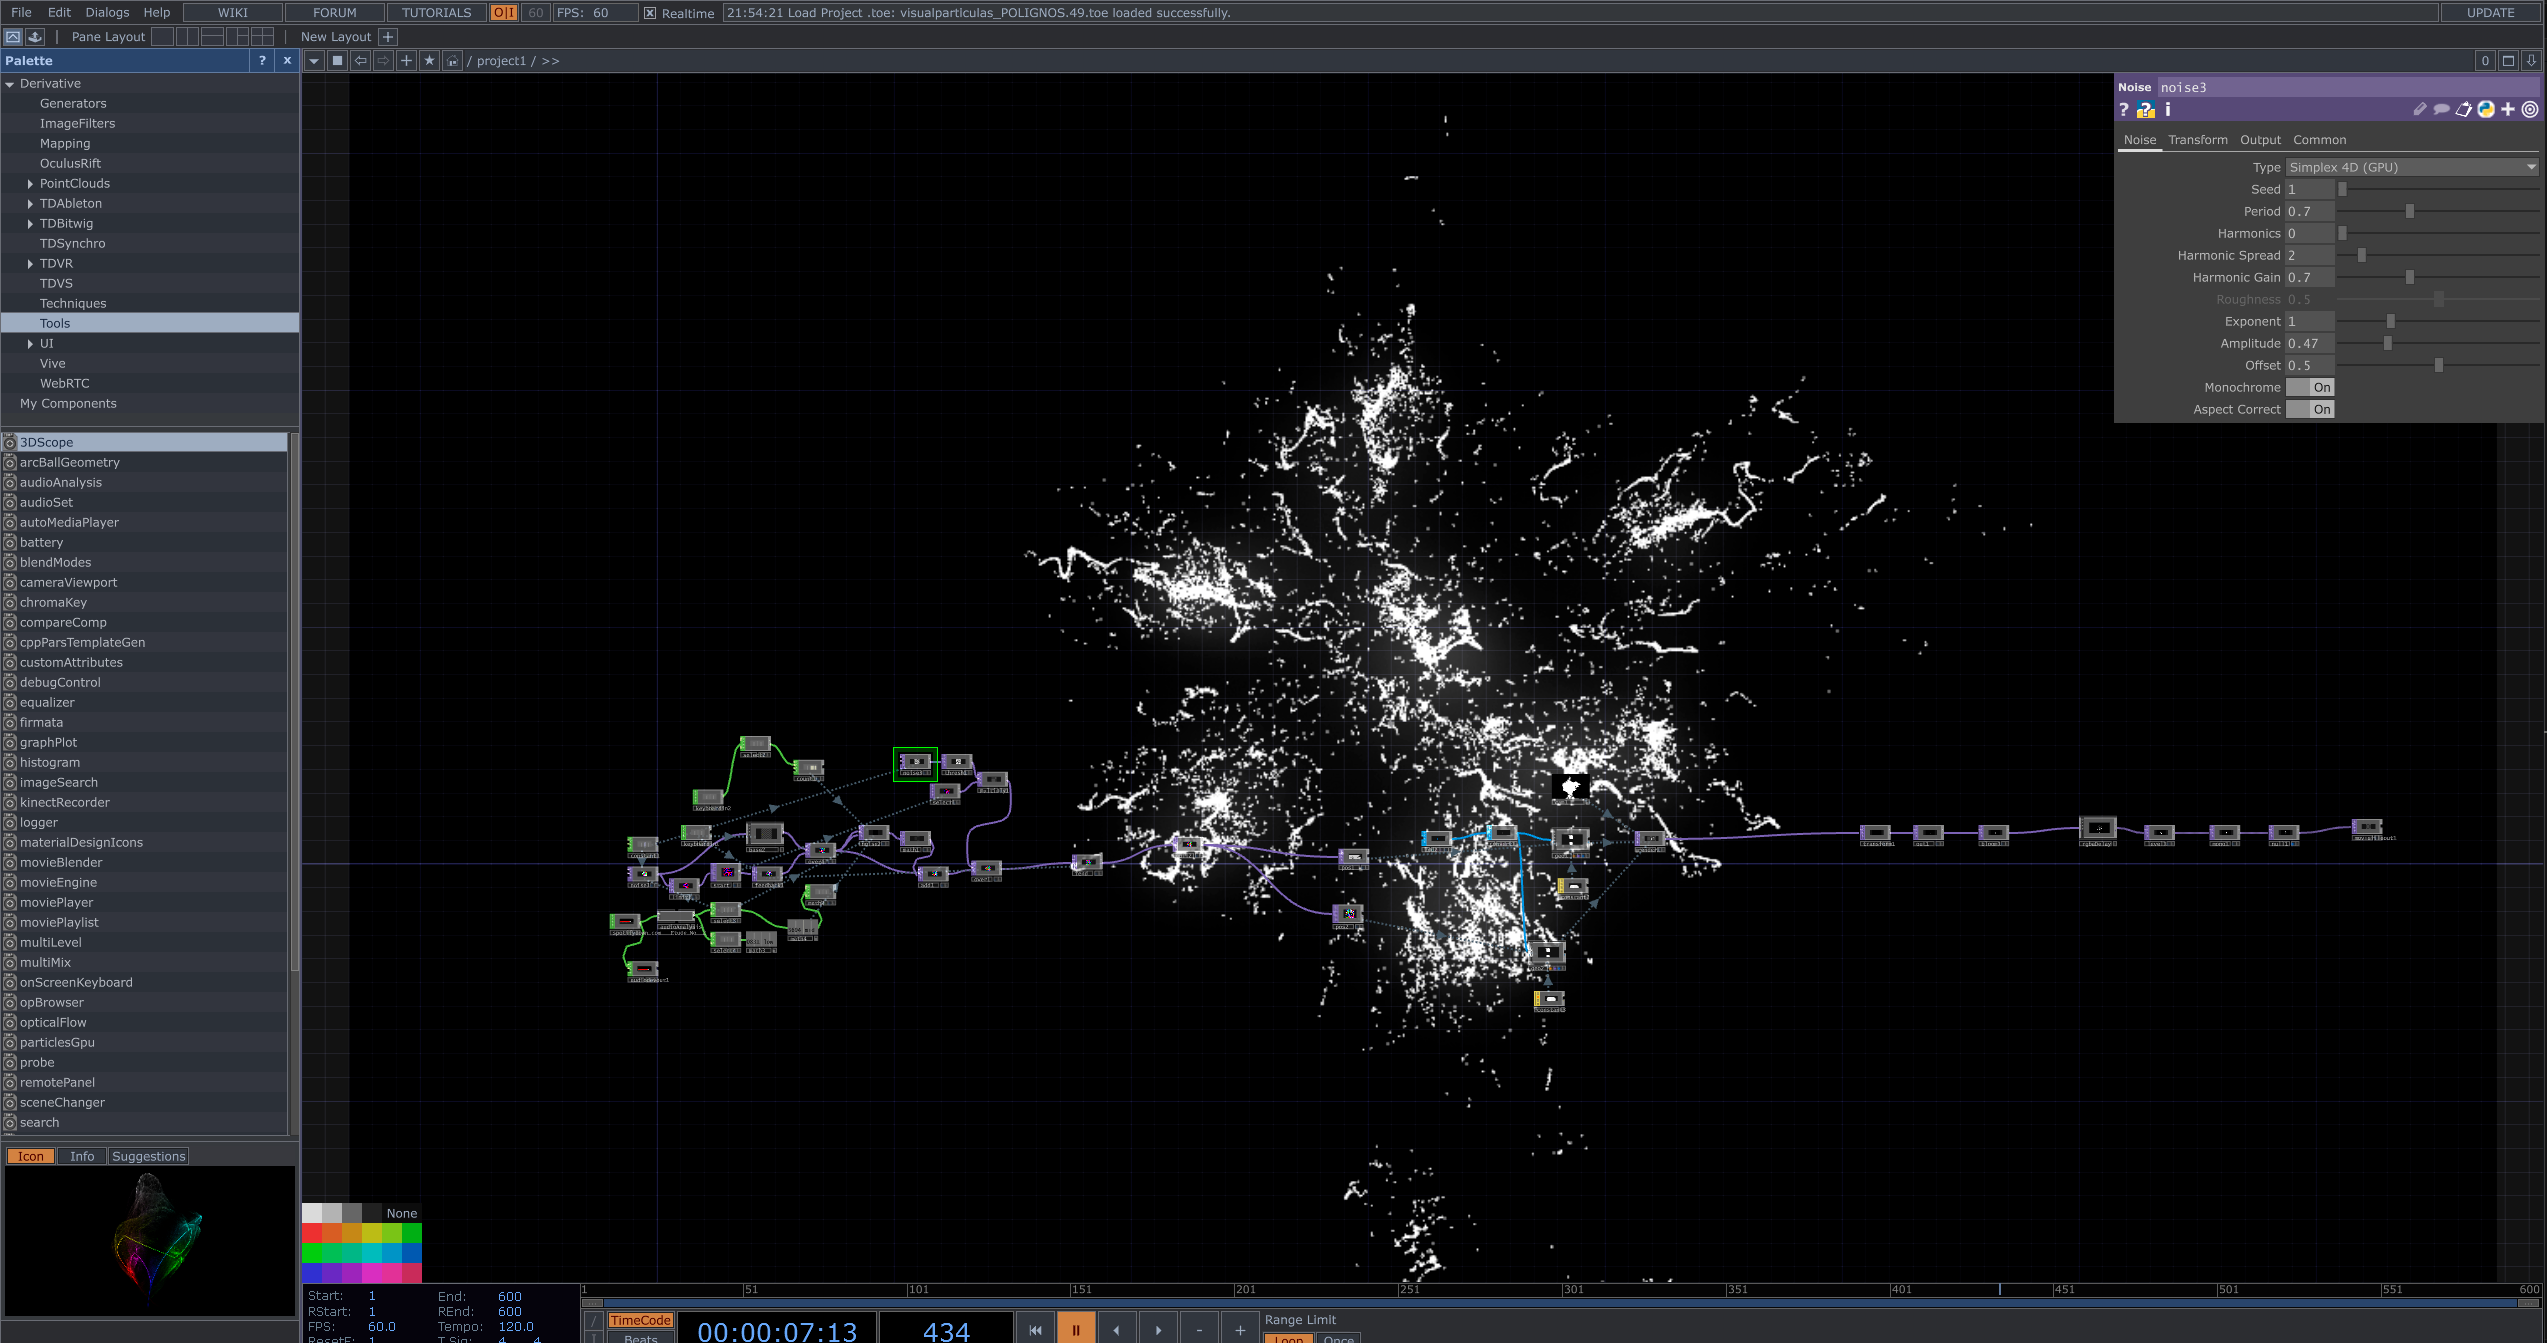 File Edit Dialogs Help WIKI FORUM TUTORIALS O|I 60 FPS: 60 Realtime 21:54:21 Load Project .toe: visualparticulas_POLIGNOS.49.toe loaded successfully. UPDATE
Pane Layout New Layout +
Palette ? x
/ project1 / >> 0
Derivative
Generators
ImageFilters
Mapping
OculusRift
PointClouds
TDAbleton
TDBitwig
TDSynchro
TDVR
TDVS
Techniques
Tools
UI
Vive
WebRTC
My Components
3DScope
arcBallGeometry
audioAnalysis
audioSet
autoMediaPlayer
battery
blendModes
cameraViewport
chromaKey
compareComp
cppParsTemplateGen
customAttributes
debugControl
equalizer
firmata
graphPlot
histogram
imageSearch
kinectRecorder
logger
materialDesignIcons
movieBlender
movieEngine
moviePlayer
moviePlaylist
multiLevel
multiMix
onScreenKeyboard
opBrowser
opticalFlow
particlesGpu
probe
remotePanel
sceneChanger
search
Icon Info Suggestions
Noise noise3
? ? i
Noise Transform Output Common
Type Simplex 4D (GPU)
Seed 1
Period 0.7
Harmonics 0
Harmonic Spread 2
Harmonic Gain 0.7
Roughness 0.5
Exponent 1
Amplitude 0.47
Offset 0.5
Monochrome On
Aspect Correct On
None
1 51 101 151 201 251 301 351 401 451 501 551 600
Start: 1 End: 600
RStart: 1 REnd: 600
FPS: 60.0 Tempo: 120.0
ResetF: 1 T Sig: 4 4
TimeCode
Beats
00:00:07:13 434
- +
Range Limit
Loop Once